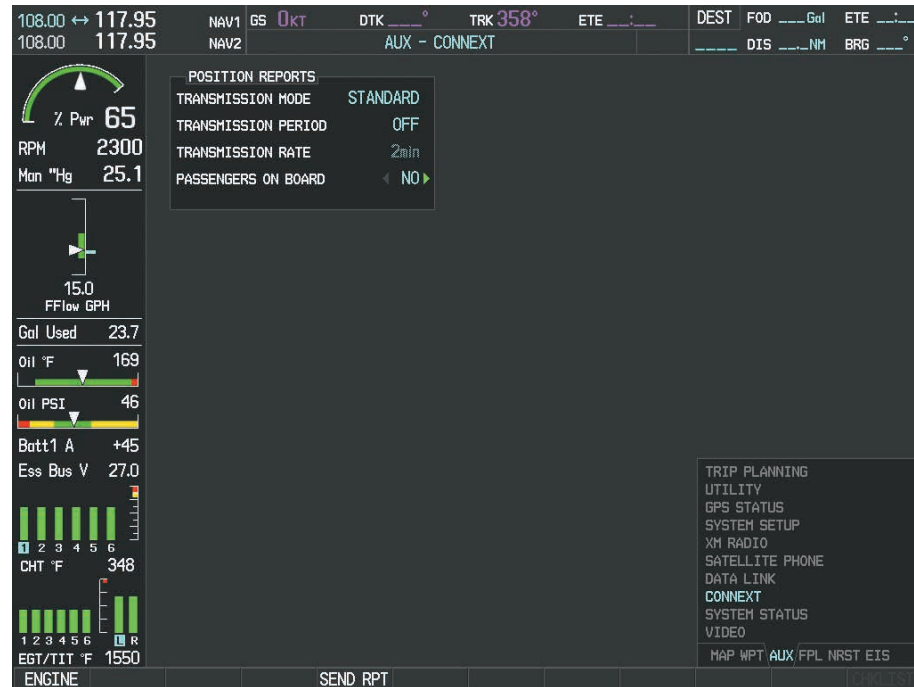 108.00 ↔ 117.95 NAV1 GS 0KT DTK ___° TRK 358° ETE __:__ DEST FOD ___Gal ETE __:__
108.00 117.95 NAV2 AUX - CONNEXT ____ DIS __._NM BRG ___°
% Pwr 65
RPM 2300
Man "Hg 25.1
15.0
FFlow GPH
Gal Used 23.7
Oil °F 169
Oil PSI 46
Batt1 A +45
Ess Bus V 27.0
1 2 3 4 5 6
CHT °F 348
1 2 3 4 5 6 L R
EGT/TIT °F 1550
POSITION REPORTS
TRANSMISSION MODE STANDARD
TRANSMISSION PERIOD OFF
TRANSMISSION RATE 2min
PASSENGERS ON BOARD NO
TRIP PLANNING
UTILITY
GPS STATUS
SYSTEM SETUP
XM RADIO
SATELLITE PHONE
DATA LINK
CONNEXT
SYSTEM STATUS
VIDEO
MAP WPT AUX FPL NRST EIS
ENGINE SEND RPT CHKLIST